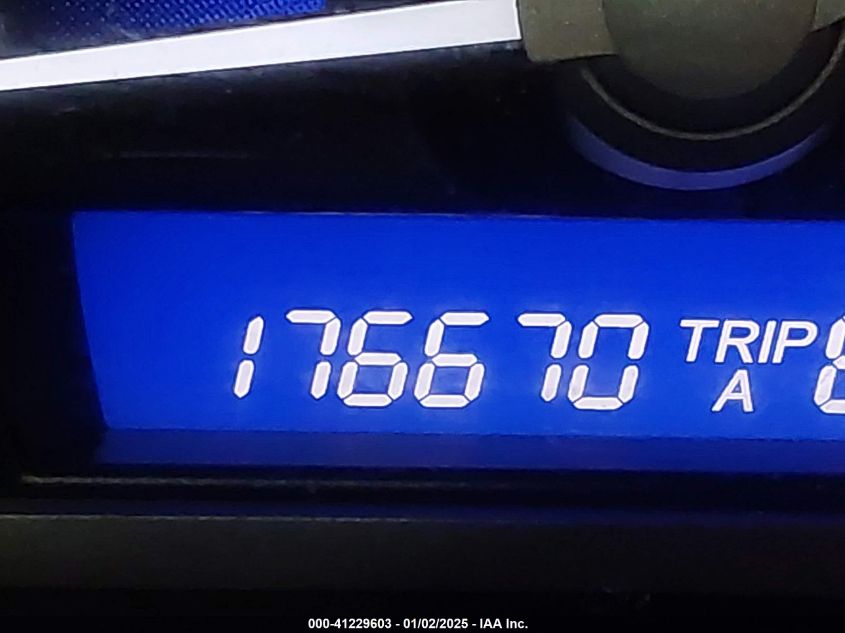 176670 TRIP
A
000-41229603 - 01/02/2025 - IAA Inc.